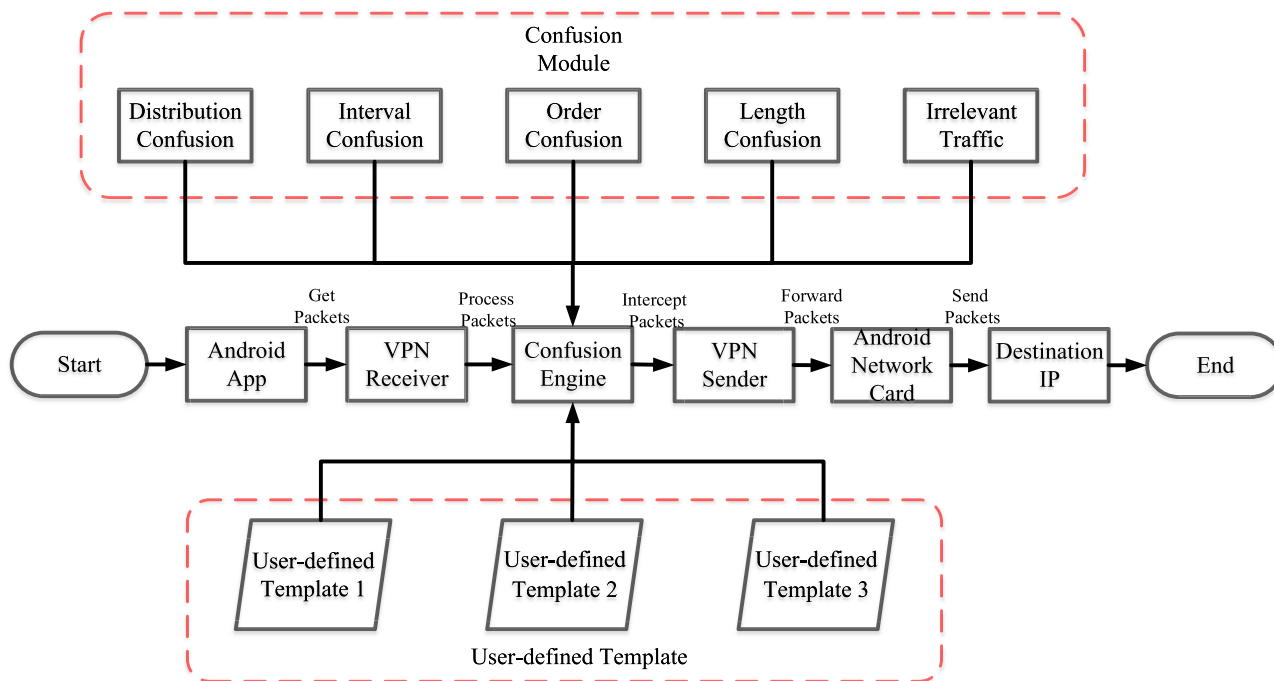 Confusion
Module
Distribution
Confusion
Interval
Confusion
Order
Confusion
Length
Confusion
Irrelevant
Traffic
Get
Packets
Process
Packets
Intercept
Packets
Forward
Packets
Send
Packets
Start
Android
App
VPN
Receiver
Confusion
Engine
VPN
Sender
Android
Network
Card
Destination
IP
End
User-defined
Template 1
User-defined
Template 2
User-defined
Template 3
User-defined Template